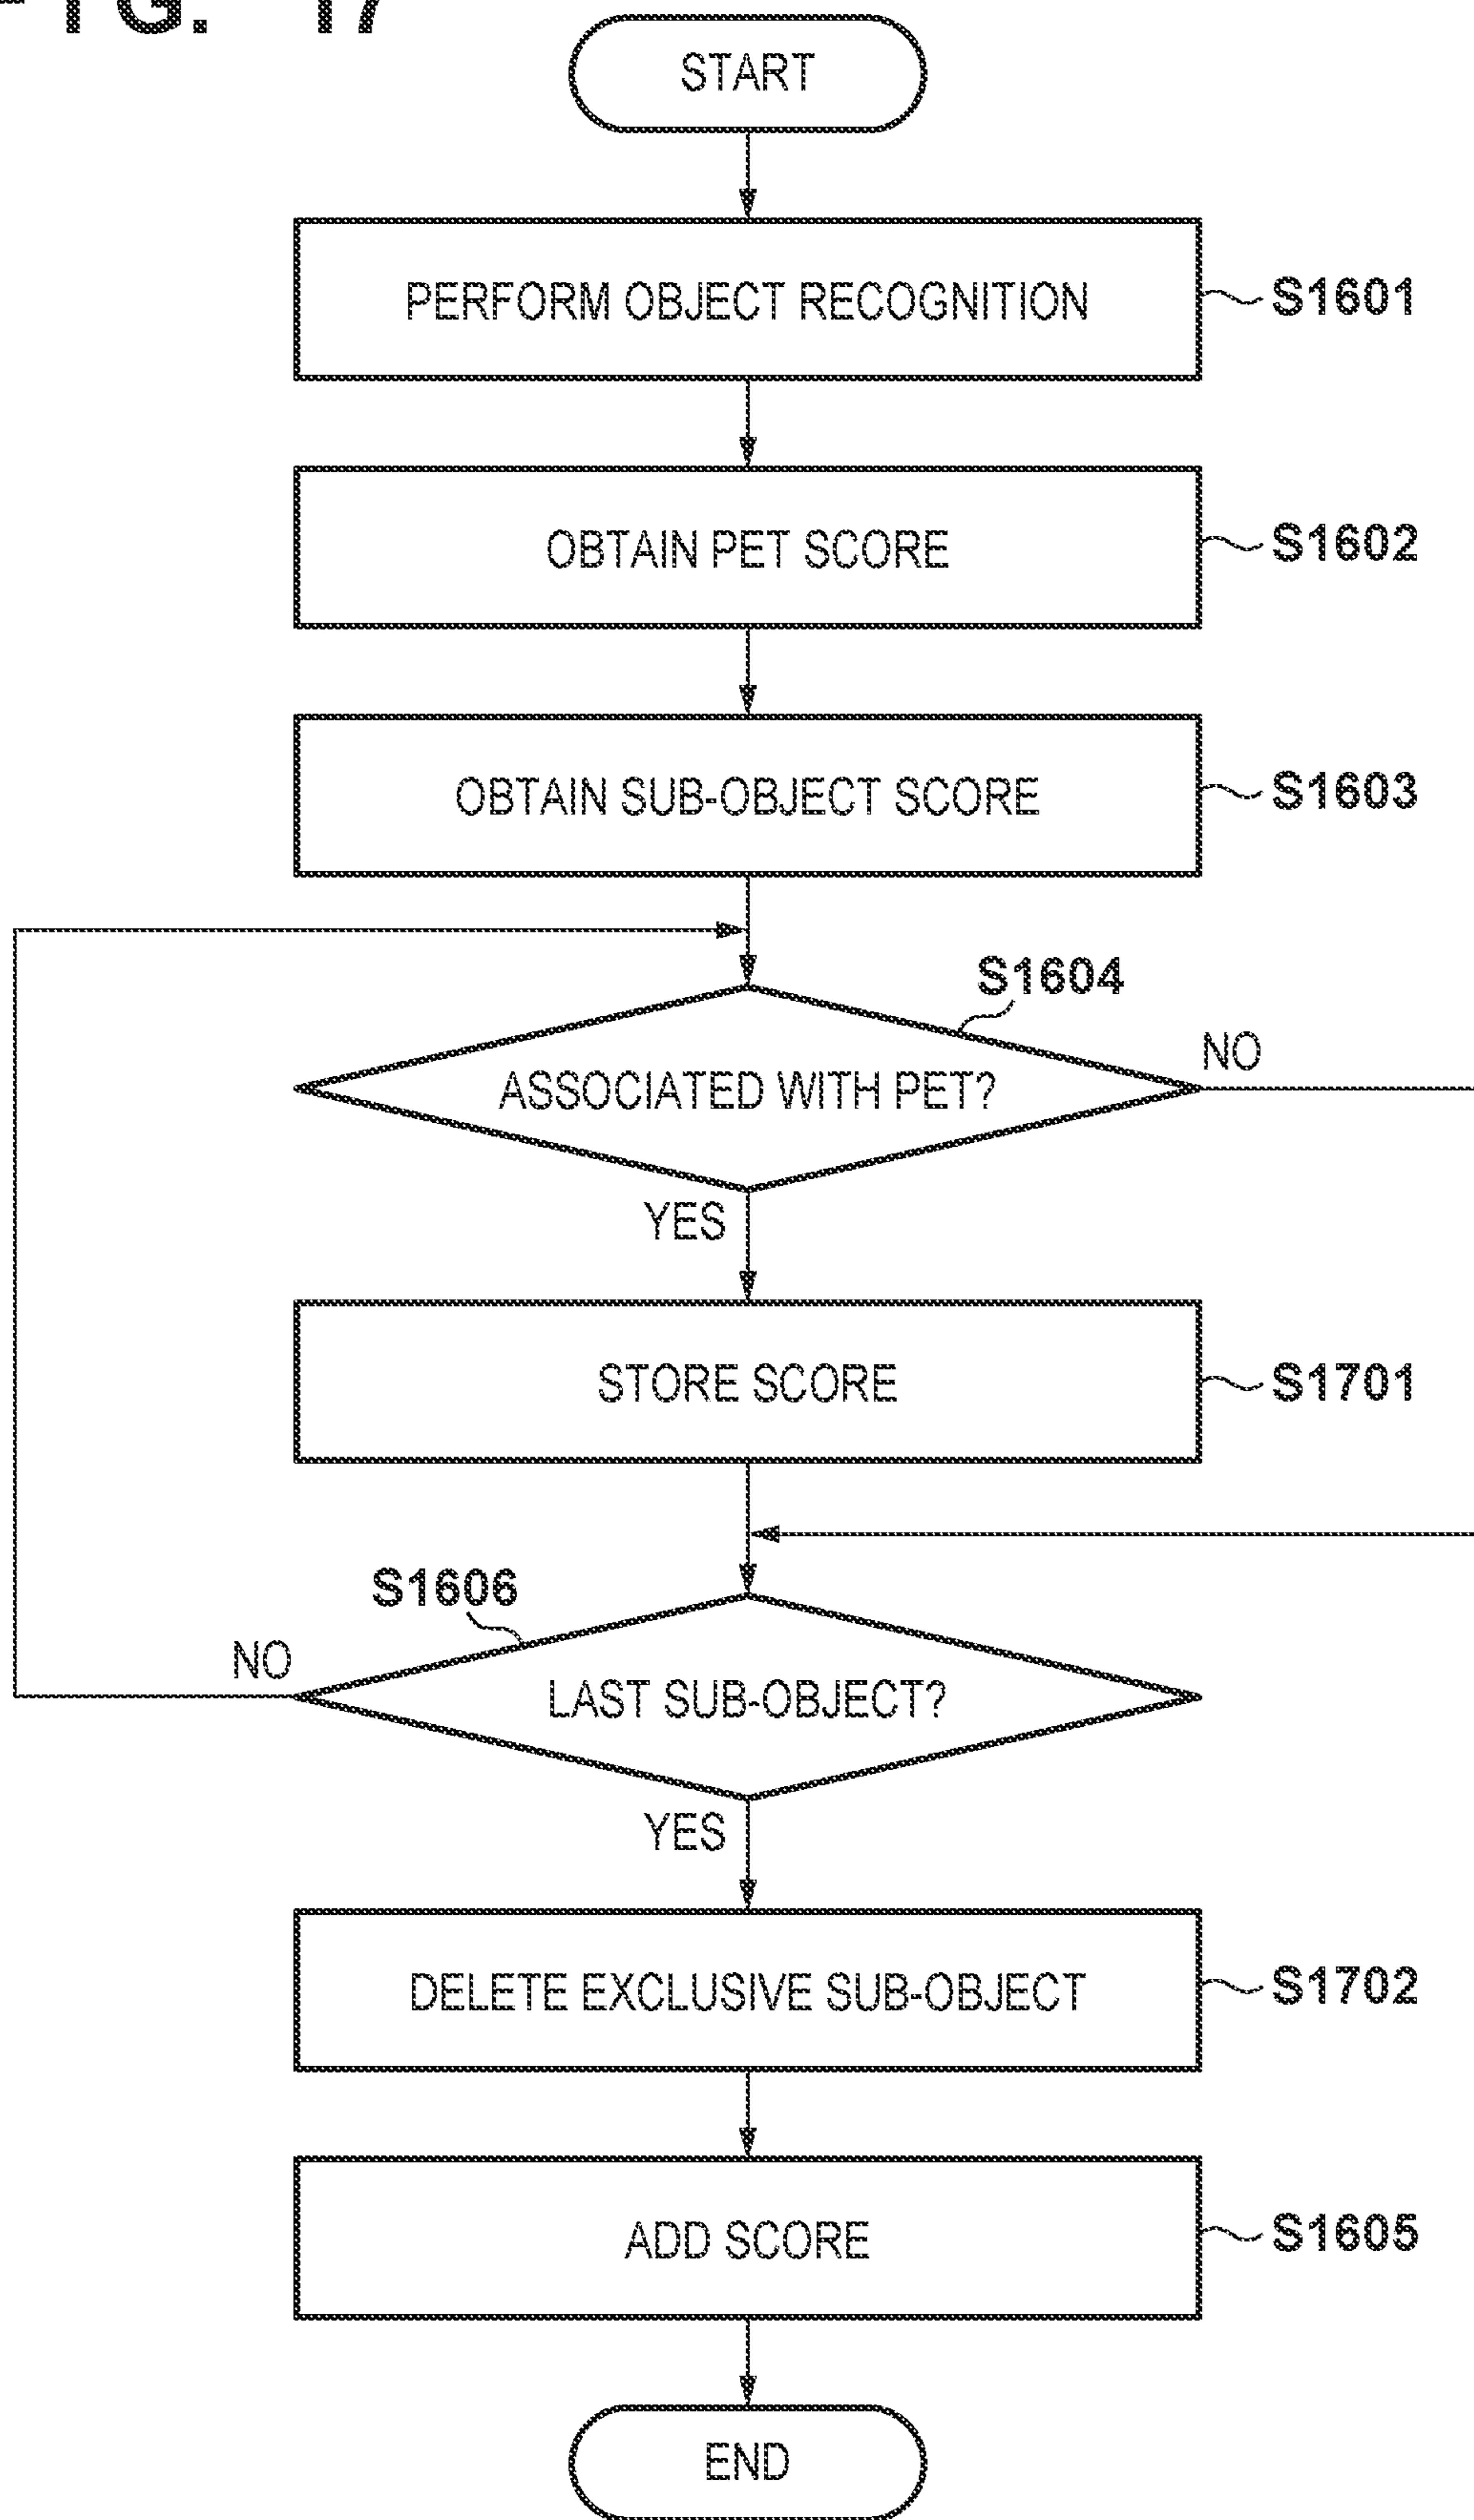 FIG. 17
START
PERFORM OBJECT RECOGNITION
S1601
OBTAIN PET SCORE
S1602
OBTAIN SUB-OBJECT SCORE
S1603
S1604
NO
ASSOCIATED WITH PET?
YES
STORE SCORE
S1701
S1606
NO
LAST SUB-OBJECT?
YES
DELETE EXCLUSIVE SUB-OBJECT
S1702
ADD SCORE
S1605
END